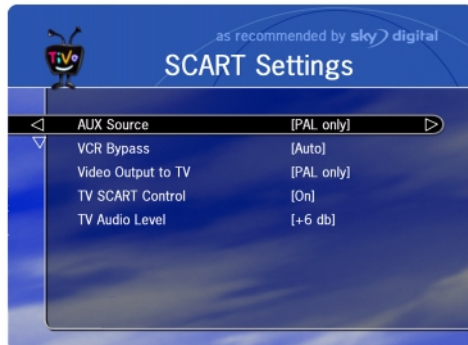 as recommended by sky digital
TiVo
SCART Settings
AUX Source [PAL only]
VCR Bypass [Auto]
Video Output to TV [PAL only]
TV SCART Control [On]
TV Audio Level [+6 db]